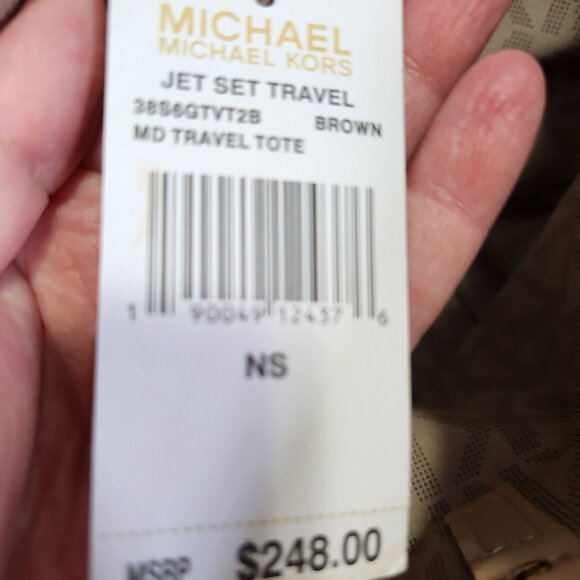 MICHAEL
MICHAEL KORS
JET SET TRAVEL
38S6GTVT2B BROWN
MD TRAVEL TOTE
1 90049 12437 6
NS
MSRP $248.00